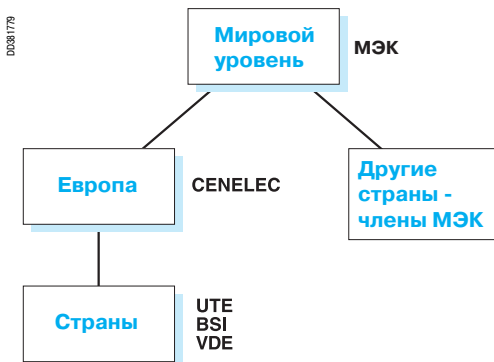 DD381779
Мировой
уровень
МЭК
Европа
CENELEC
Другие
страны -
члены МЭК
Страны
UTE
BSI
VDE